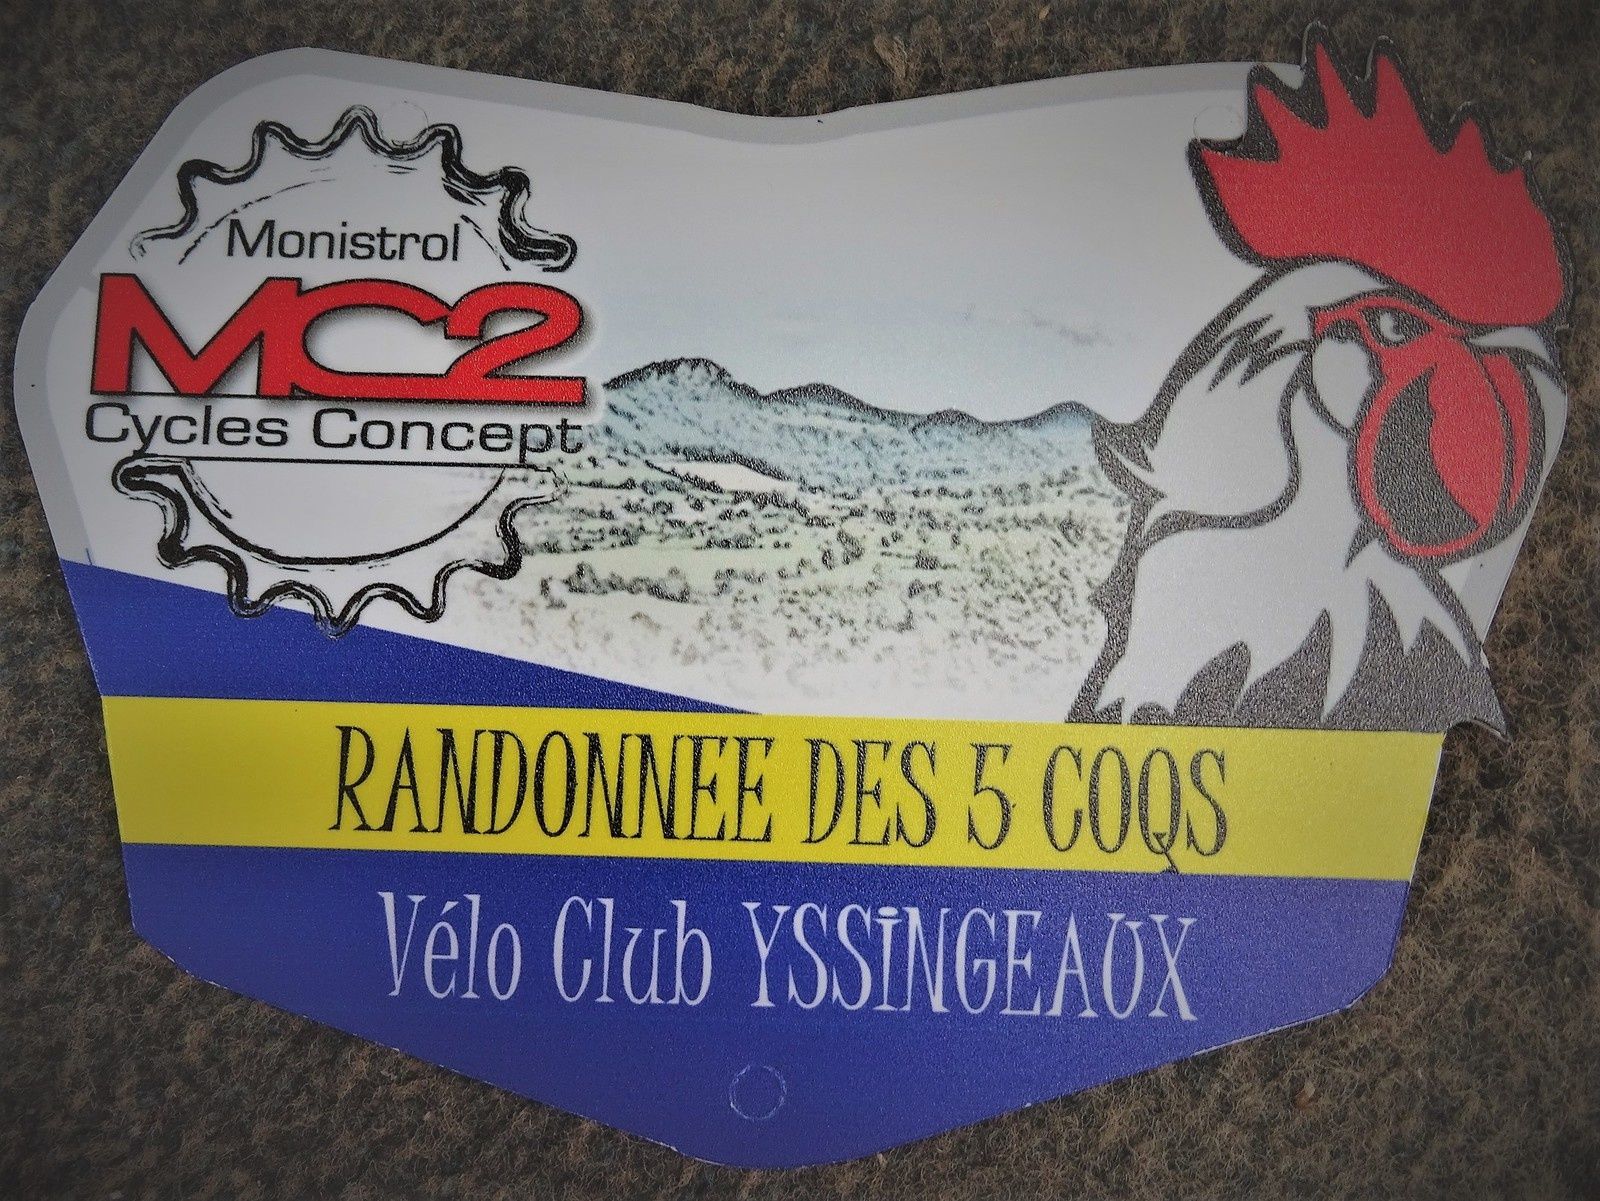 Monistrol
MC2
Cycles Concept
RANDONNEE DES 5 COQS
Vélo Club YSSiNGEAUX